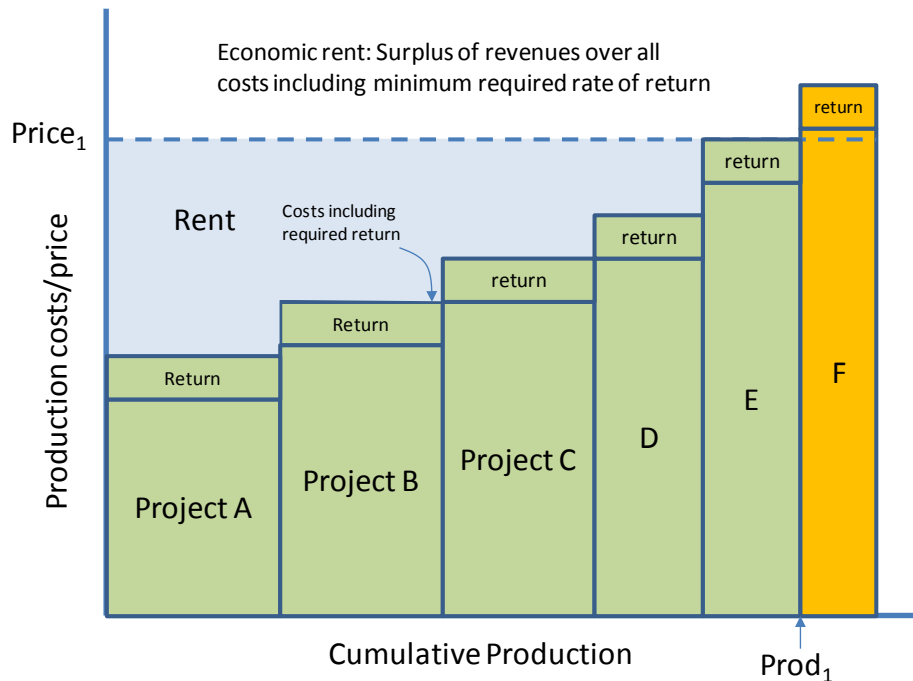 Economic rent: Surplus of revenues over all
costs including minimum required rate of return
return
Price₁
return
Rent
Costs including
required return
return
return
Return
Return
Production costs/price
F
E
D
Project C
Project B
Project A
Cumulative Production
Prod₁